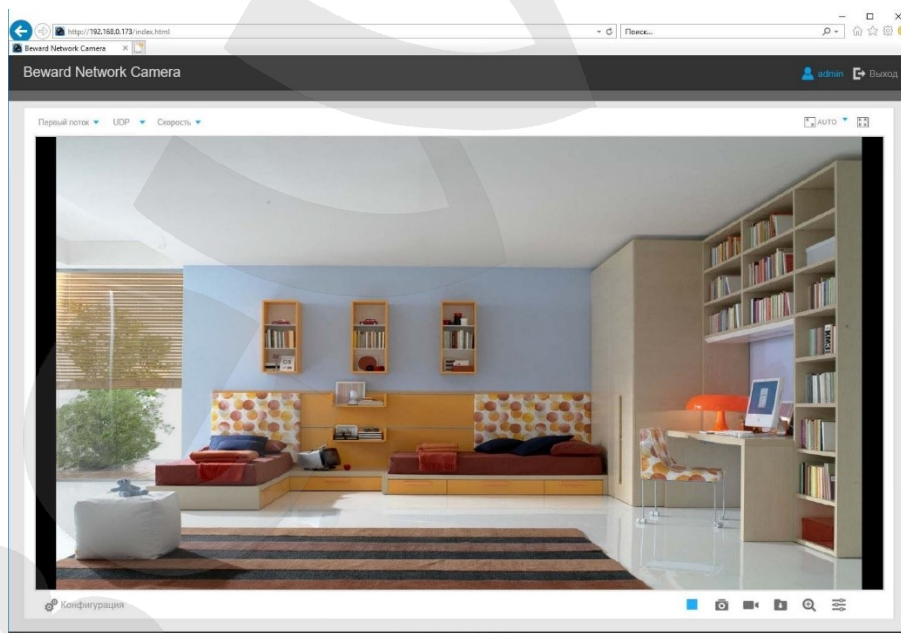 http://192.168.0.173/index.html
Поиск...
Beward Network Camera
Beward Network Camera
admin
Выход
Первый поток
UDP
Скорость
AUTO
Конфигурация